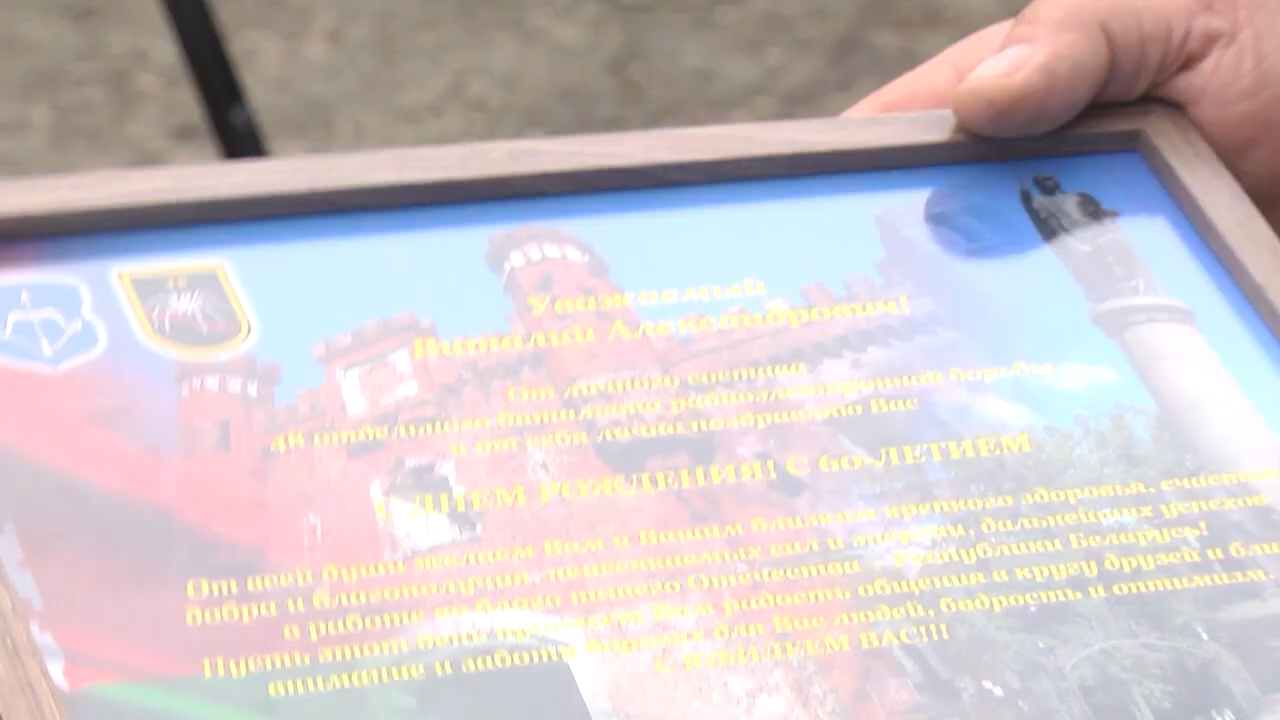 Уважаемый
Виталий Александрович!
От личного состава
48 отдельного батальона радиоэлектронной борьбы
и от себя лично поздравляю Вас
С ДНЕМ РОЖДЕНИЯ! С 60-ЛЕТИЕМ
От всей души желаем Вам и Вашим близким крепкого здоровья, счастья
добра и благополучия, неиссякаемых сил и энергии, дальнейших успехов
в работе на благо нашего Отечества Республики Беларусь!
Пусть этот день принесет Вам радость общения в кругу друзей и
внимание и забота дорогих для Вас людей, бодрость и оптимизм.
С ЮБИЛЕЕМ ВАС!!!